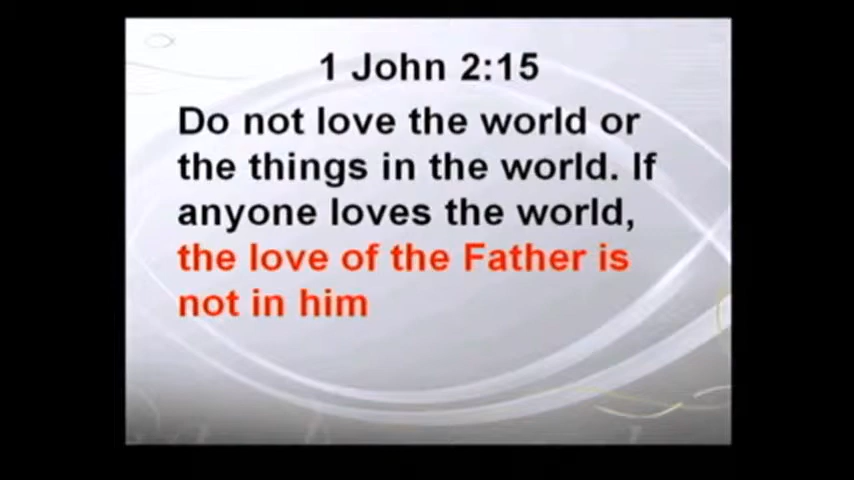 1 John 2:15
Do not love the world or
the things in the world. If
anyone loves the world,
the love of the Father is
not in him